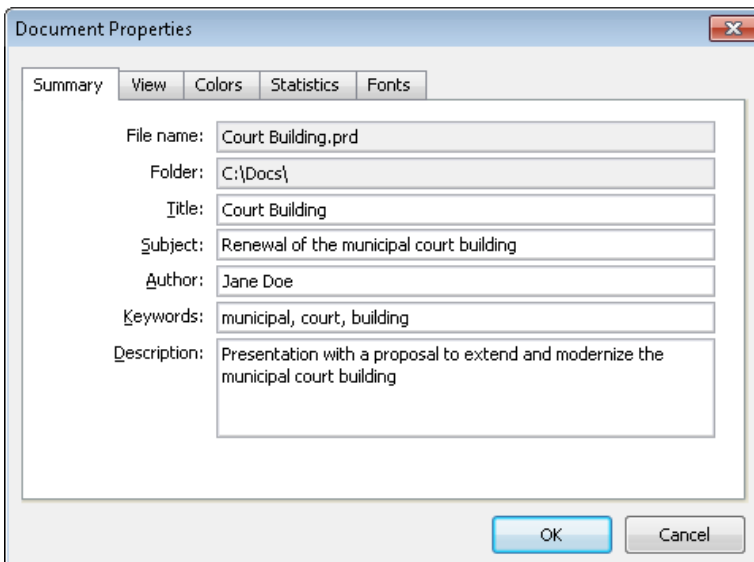 Document Properties
Summary View Colors Statistics Fonts
File name: Court Building.prd
Folder: C:\Docs\
Title: Court Building
Subject: Renewal of the municipal court building
Author: Jane Doe
Keywords: municipal, court, building
Description: Presentation with a proposal to extend and modernize the
municipal court building
OK Cancel